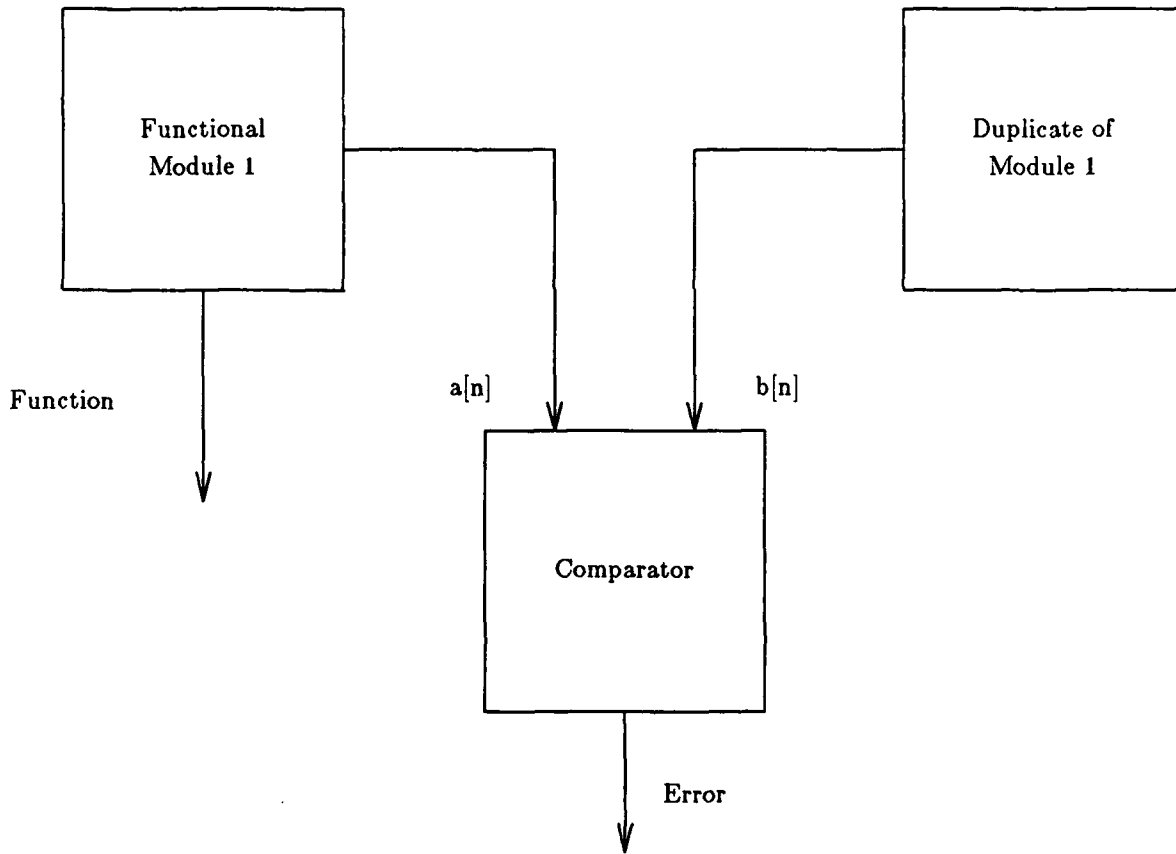 Functional
Module 1
Duplicate of
Module 1
Function
a[n]
b[n]
Comparator
Error